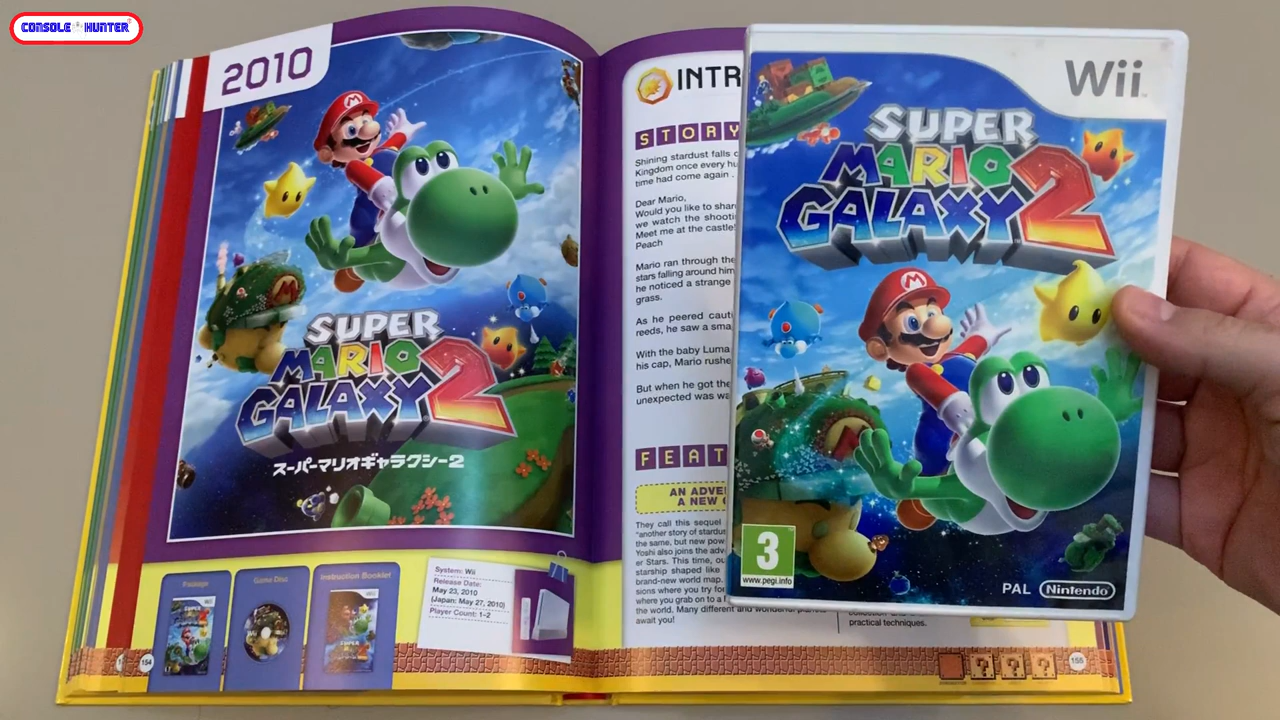 CONSOLE HUNTER
2010
SUPER
MARIO
GALAXY 2
スーパーマリオギャラクシー2
Package
Game Disc
Instruction Booklet
System: Wii
Release Date:
May 23, 2010
(Japan: May 27, 2010)
Player Count: 1–2
154
INTR
STORY
Shining stardust falls
Kingdom once every hu
time had come again .
Dear Mario,
Would you like to shar
we watch the shooti
Meet me at the castle!
Peach
Mario ran through the
stars falling around him
he noticed a strange
grass.
As he peered caut
reeds, he saw a sma
With the baby Luma
his cap, Mario rushe
But when he got the
unexpected was wa
FEAT
AN ADVE
A NEW
They call this sequel
"another story of stardus
the same, but new pow
Yoshi also joins the adv
er Stars. This time, ou
starship shaped like
brand-new world map.
sions where you try for
where you grab on to a
the world. Many different and wonderful planets
await you!
practical techniques.
155
Wii
SUPER
MARIO
GALAXY 2
3
www.pegi.info
PAL Nintendo